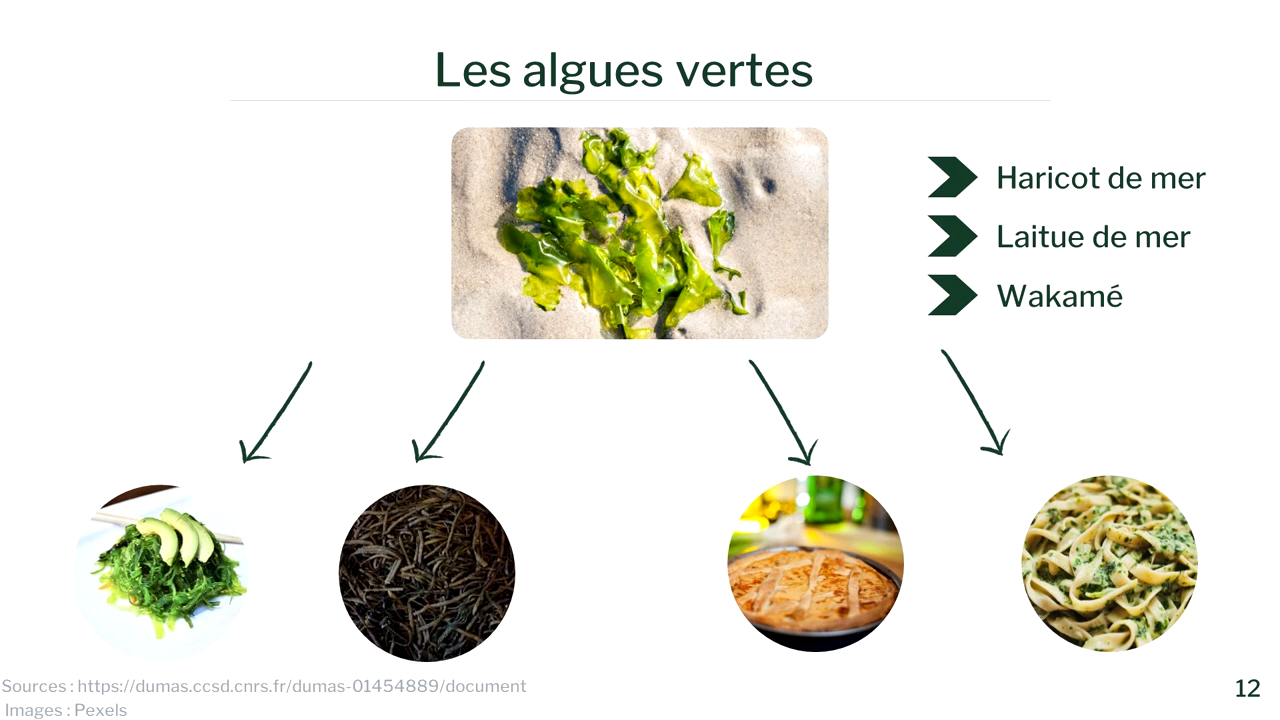 Les algues vertes
Haricot de mer
Laitue de mer
Wakamé
Sources : https://dumas.ccsd.cnrs.fr/dumas-01454889/document
Images : Pexels
12